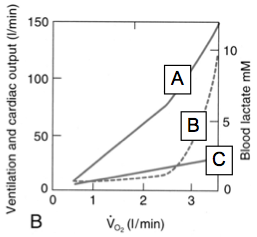 Ventilation and cardiac output (l/min)
150
100
50
0
A
B
C
10
5
0
Blood lactate mM
0
1
2
3
B
V̇O₂ (l/min)